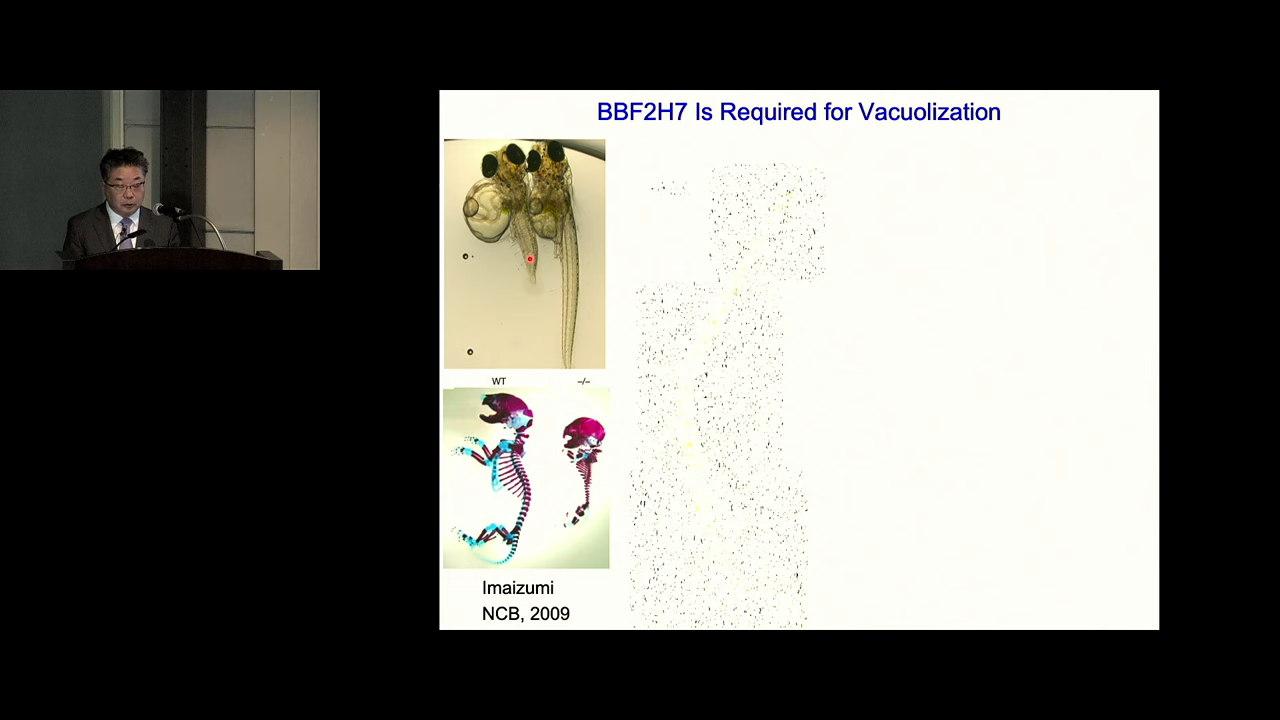 BBF2H7 Is Required for Vacuolization
WT
–/–
Imaizumi
NCB, 2009